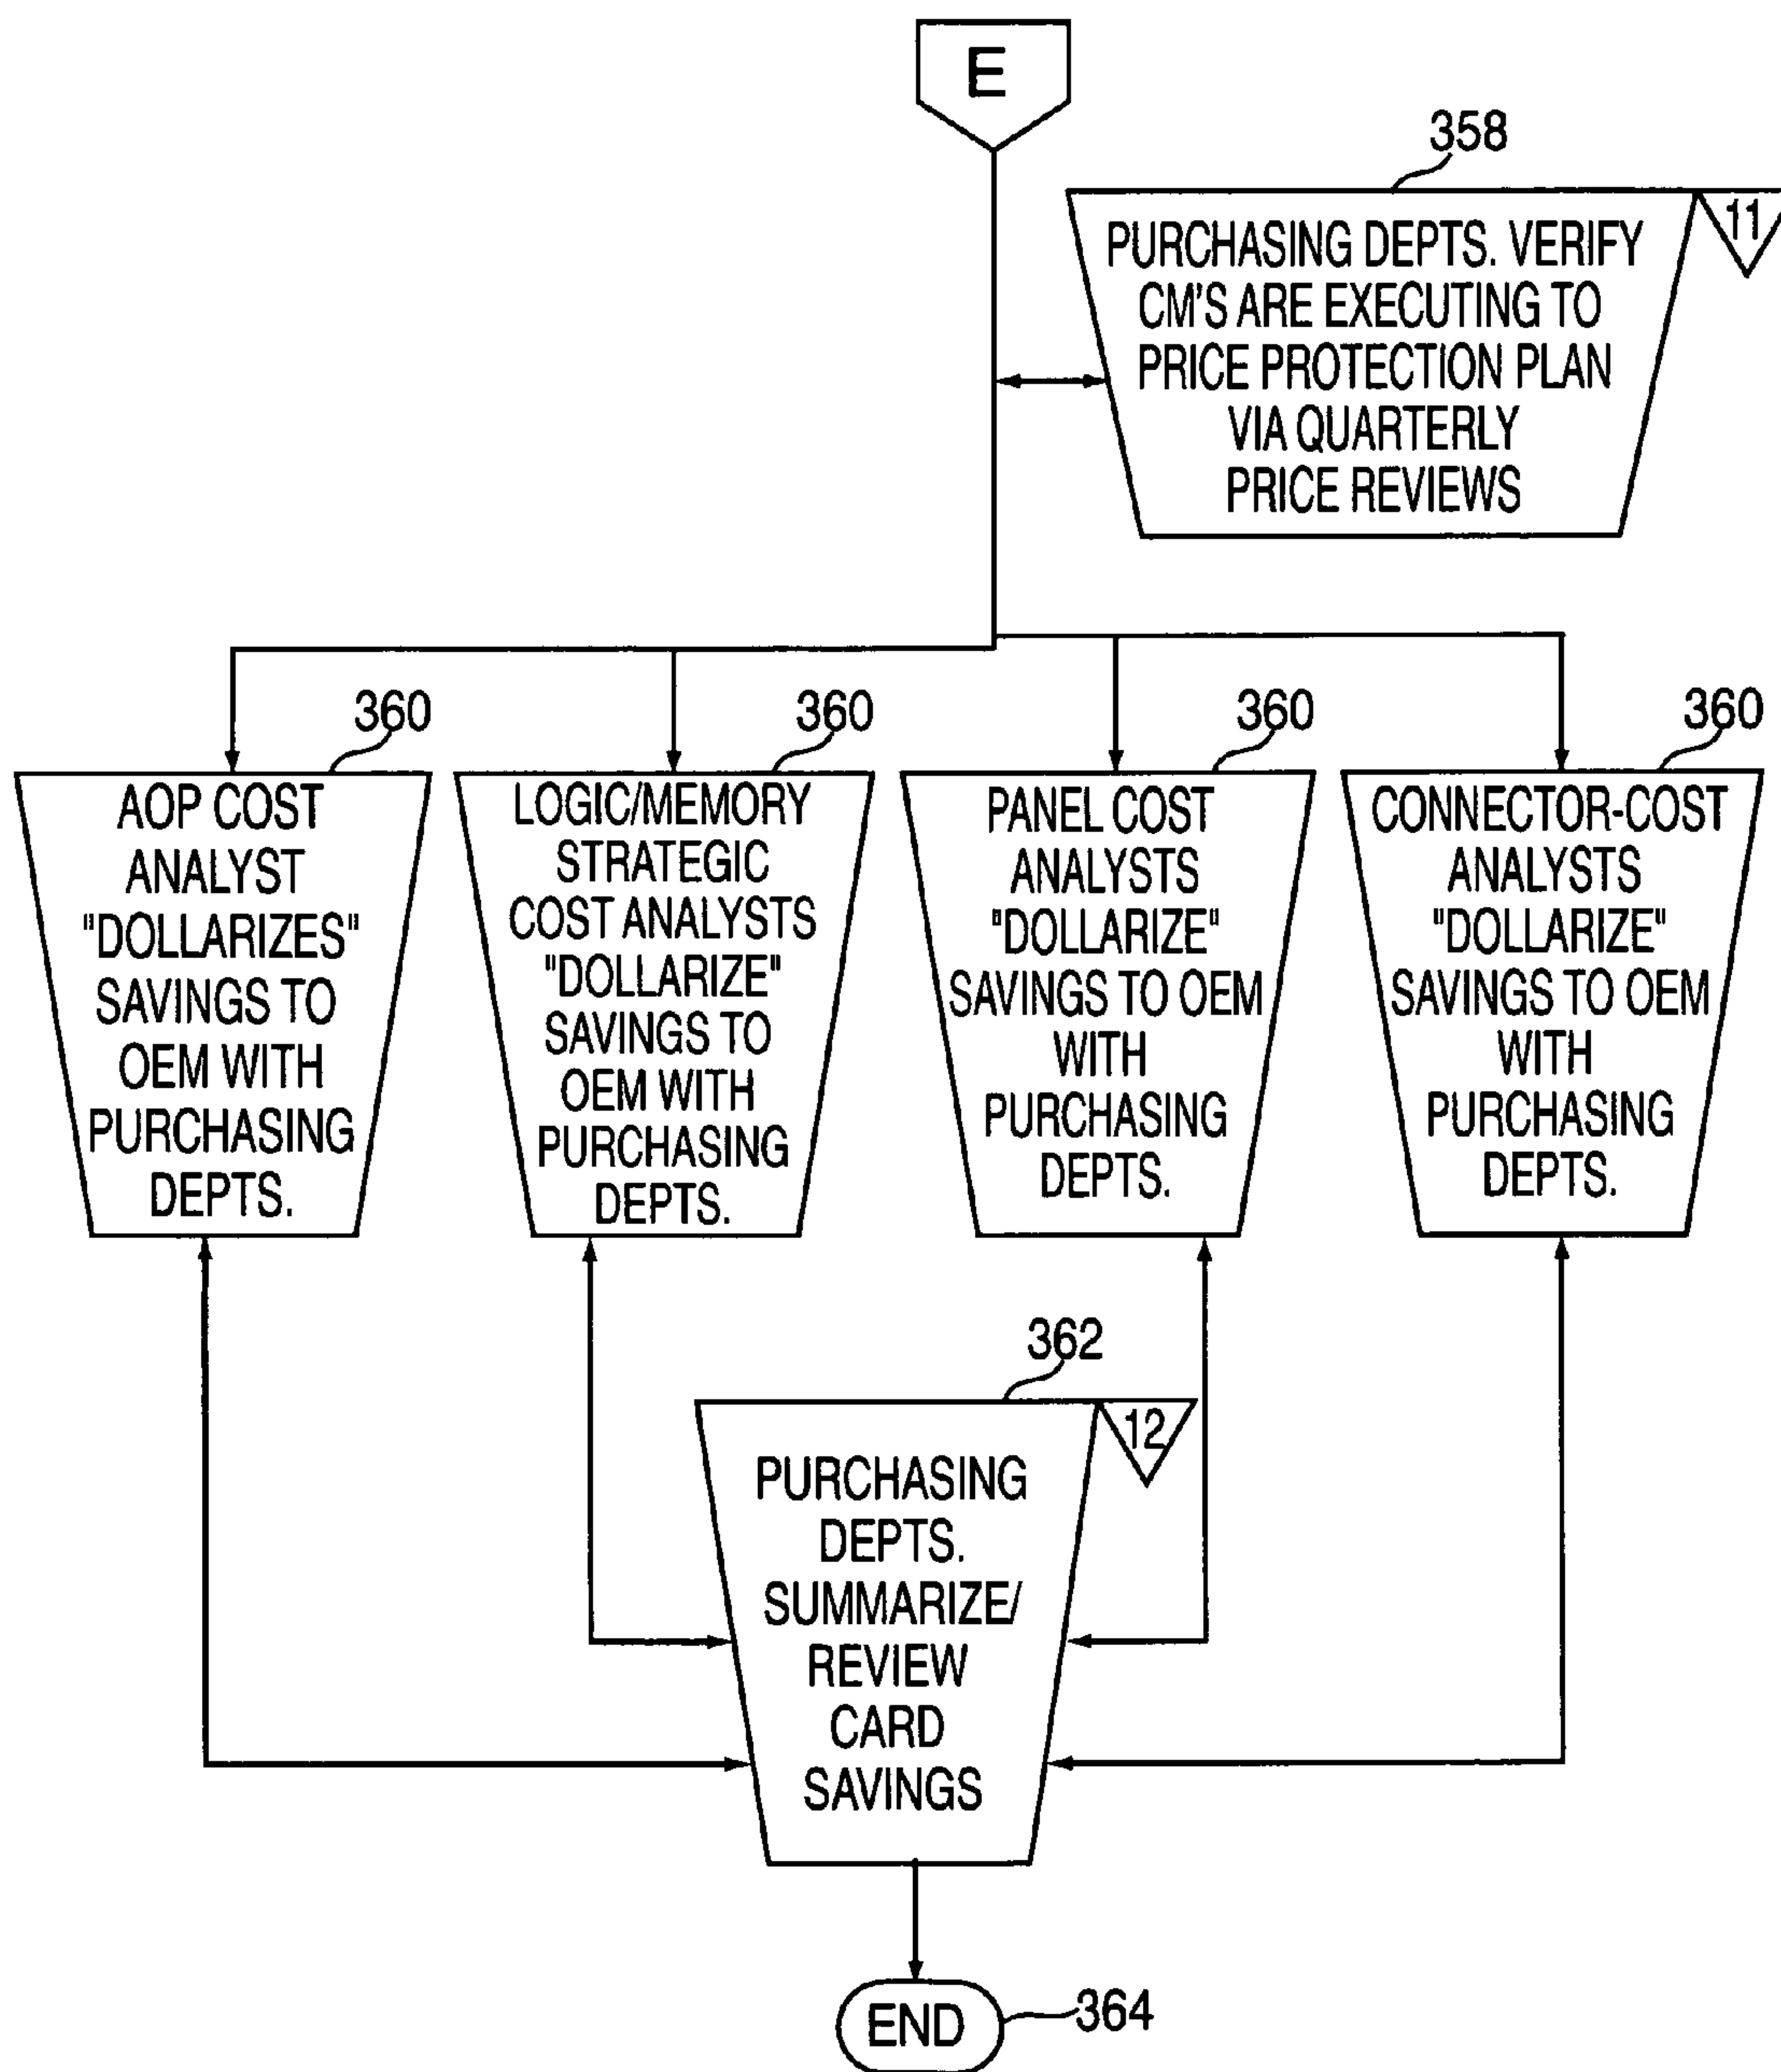 E
358
11
PURCHASING DEPTS. VERIFY
CM'S ARE EXECUTING TO
PRICE PROTECTION PLAN
VIA QUARTERLY
PRICE REVIEWS
360
AOP COST
ANALYST
"DOLLARIZES"
SAVINGS TO
OEM WITH
PURCHASING
DEPTS.
360
LOGIC/MEMORY
STRATEGIC
COST ANALYSTS
"DOLLARIZE"
SAVINGS TO
OEM WITH
PURCHASING
DEPTS.
360
PANEL COST
ANALYSTS
"DOLLARIZE"
SAVINGS TO OEM
WITH
PURCHASING
DEPTS.
360
CONNECTOR-COST
ANALYSTS
"DOLLARIZE"
SAVINGS TO OEM
WITH
PURCHASING
DEPTS.
362
12
PURCHASING
DEPTS.
SUMMARIZE/
REVIEW
CARD
SAVINGS
END
364